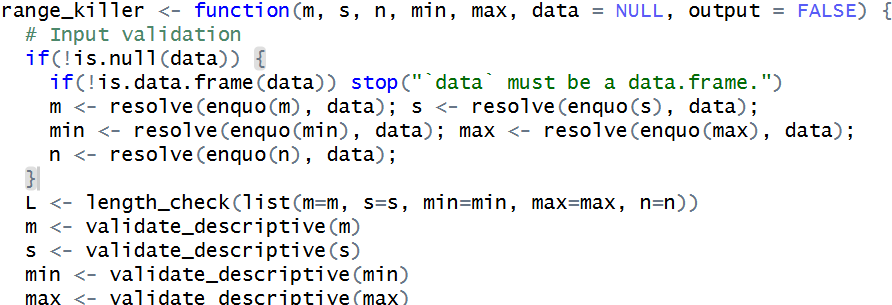 range_killer <- function(m, s, n, min, max, data = NULL, output = FALSE) {
  # Input validation
  if(!is.null(data)) {
    if(!is.data.frame(data)) stop("`data` must be a data.frame.")
    m <- resolve(enquo(m), data); s <- resolve(enquo(s), data);
    min <- resolve(enquo(min), data); max <- resolve(enquo(max), data);
    n <- resolve(enquo(n), data);
  }
  L <- length_check(list(m=m, s=s, min=min, max=max, n=n))
  m <- validate_descriptive(m)
  s <- validate_descriptive(s)
  min <- validate_descriptive(min)
  max <- validate_descriptive(max)